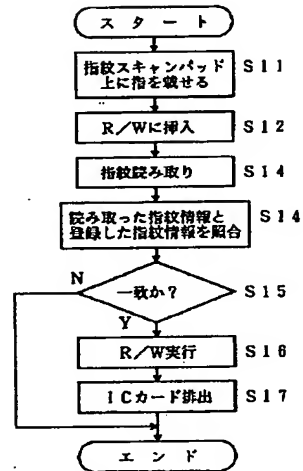 スタート
指紋スキャンパッド
上に指を載せる
S11
R/Wに挿入
S12
指紋読み取り
S14
読み取った指紋情報と
登録した指紋情報を照合
S14
一致か?
S15
N
Y
R/W実行
S16
ICカード排出
S17
エンド